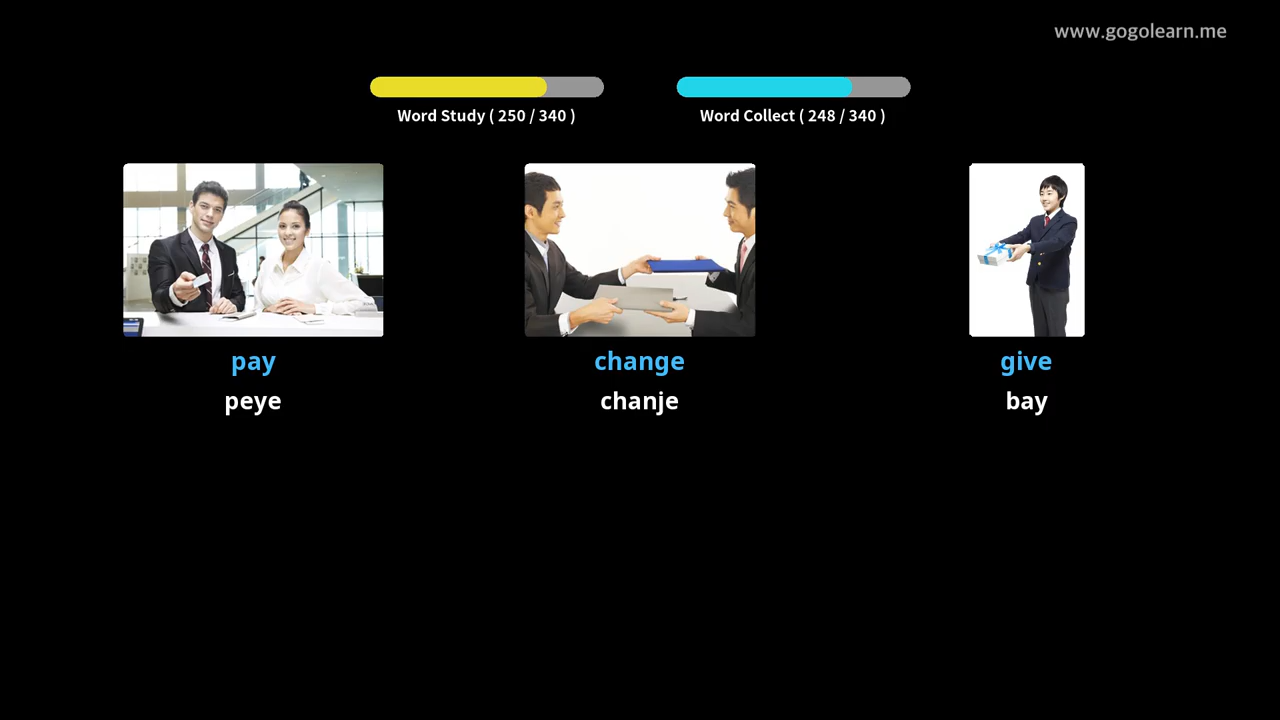 www.gogolearn.me
Word Study ( 250 / 340 )
Word Collect ( 248 / 340 )
pay
change
give
peye
chanje
bay